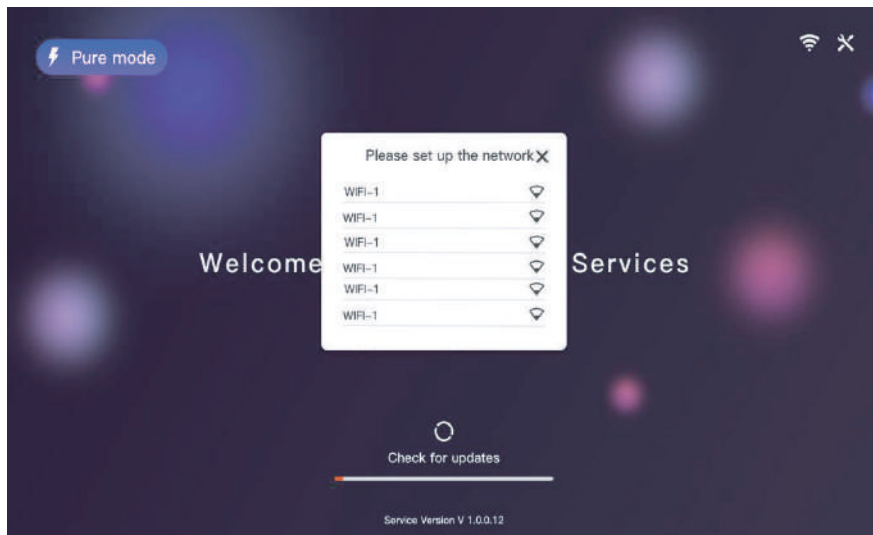 Pure mode
Please set up the network
WIFI-1
WIFI-1
WIFI-1
Welcome Services
WIFI-1
WIFI-1
WIFI-1
Check for updates
Service Version V 1.0.0.12